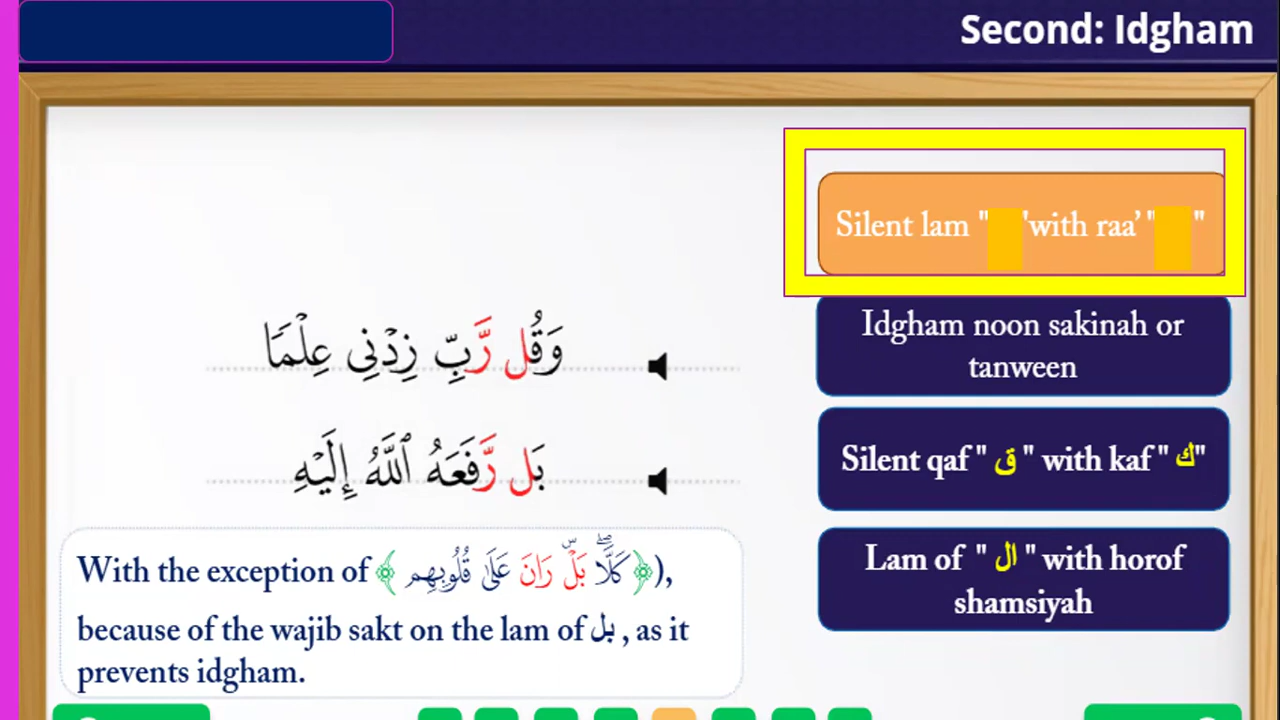 Second: Idgham
Silent lam " "with raa’ " "
Idgham noon sakinah or
tanween
Silent qaf " ق " with kaf " ك"
Lam of " ال " with horof
shamsiyah
وَقُل رَّبِّ زِدْنِى عِلْمًا
بَل رَّفَعَهُ ٱللَّهُ إِلَيْهِ
With the exception of ﴿كَلَّاۖ بَلْۜ رَانَ عَلَىٰ قُلُوبِهِم﴾),
because of the wajib sakt on the lam of بل , as it
prevents idgham.